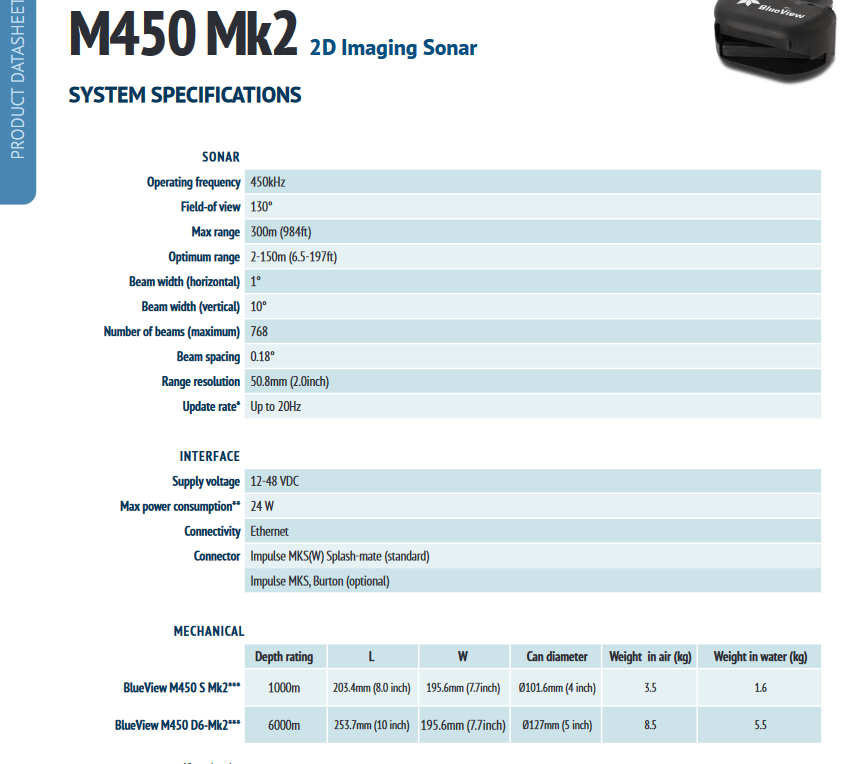 PRODUCT DATASHEET
BlueView
M450 Mk2 2D Imaging Sonar
SYSTEM SPECIFICATIONS
SONAR
Operating frequency 450kHz
Field-of view 130°
Max range 300m (984ft)
Optimum range 2-150m (6.5-197ft)
Beam width (horizontal) 1°
Beam width (vertical) 10°
Number of beams (maximum) 768
Beam spacing 0.18°
Range resolution 50.8mm (2.0inch)
Update rate* Up to 20Hz
INTERFACE
Supply voltage 12-48 VDC
Max power consumption** 24 W
Connectivity Ethernet
Connector Impulse MKS(W) Splash-mate (standard)
Impulse MKS, Burton (optional)
MECHANICAL
Depth rating L W Can diameter Weight in air (kg) Weight in water (kg)
BlueView M450 S Mk2*** 1000m 203.4mm (8.0 inch) 195.6mm (7.7inch) Ø101.6mm (4 inch) 3.5 1.6
BlueView M450 D6-Mk2*** 6000m 253.7mm (10 inch) 195.6mm (7.7inch) Ø127mm (5 inch) 8.5 5.5